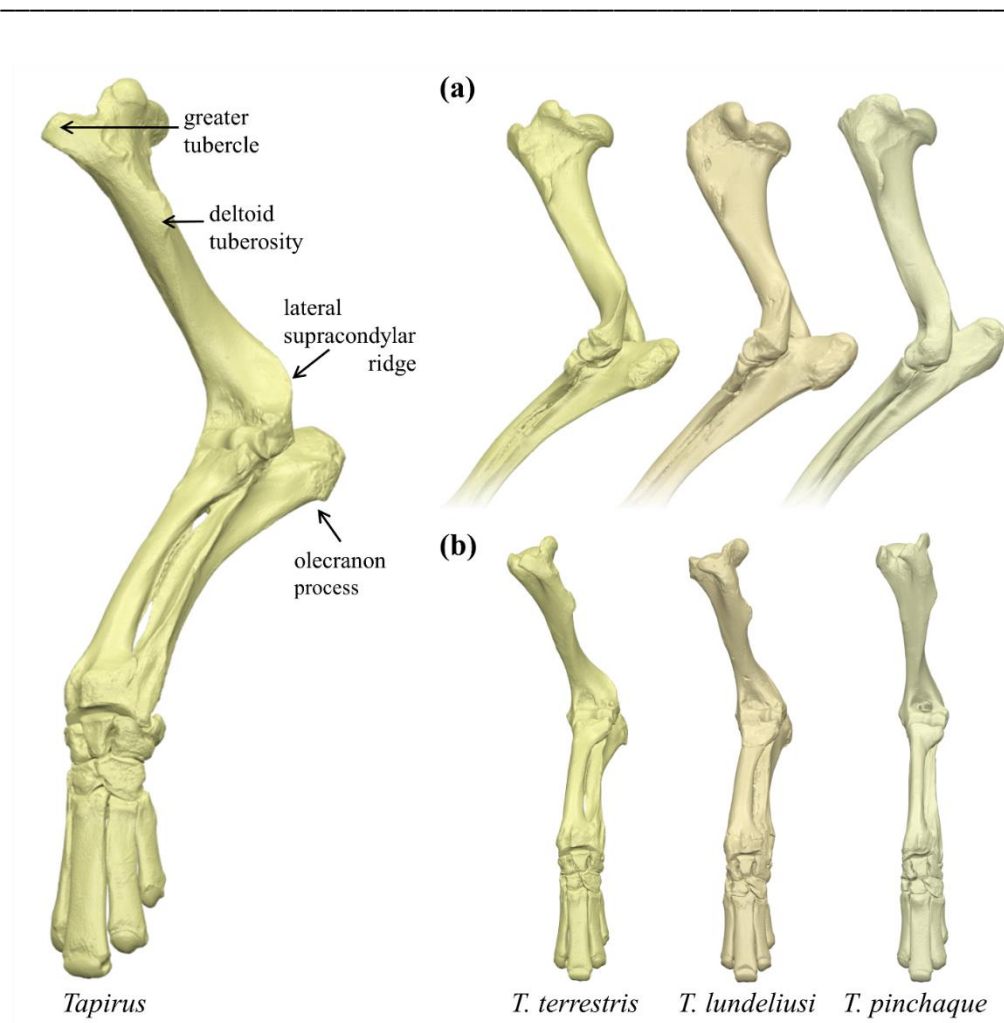 greater
tubercle
deltoid
tuberosity
lateral
supracondylar
ridge
olecranon
process
Tapirus
(a)
(b)
T. terrestris
T. lundeliusi
T. pinchaque